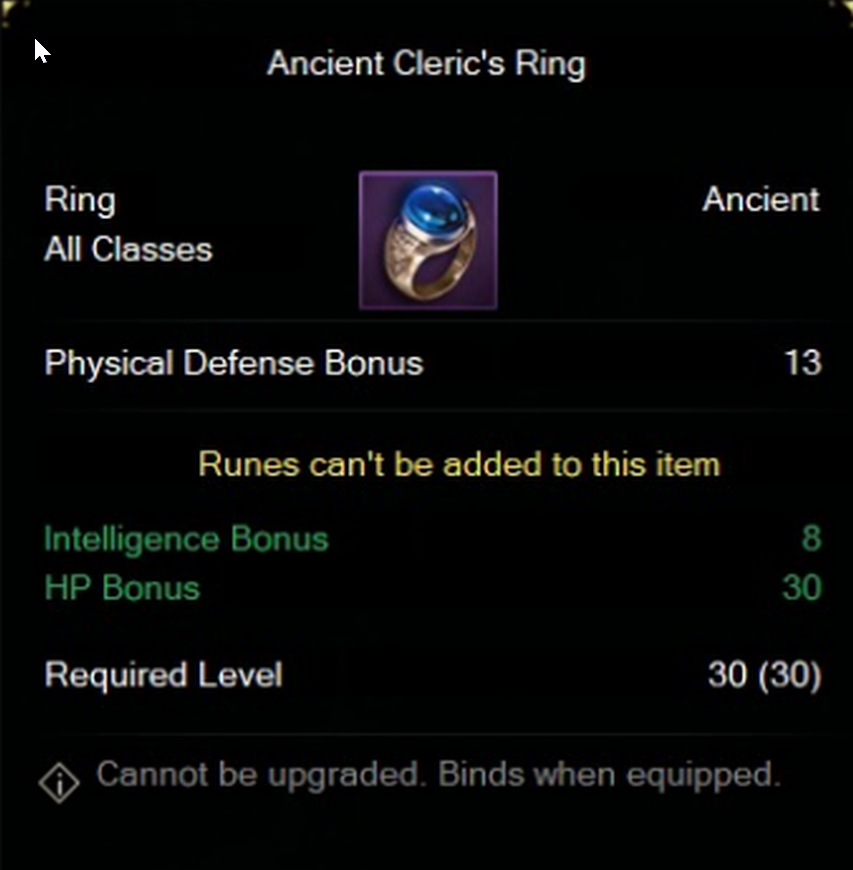 Ancient Cleric's Ring
Ring
Ancient
All Classes
Physical Defense Bonus 13
Runes can't be added to this item
Intelligence Bonus 8
HP Bonus 30
Required Level 30 (30)
Cannot be upgraded. Binds when equipped.